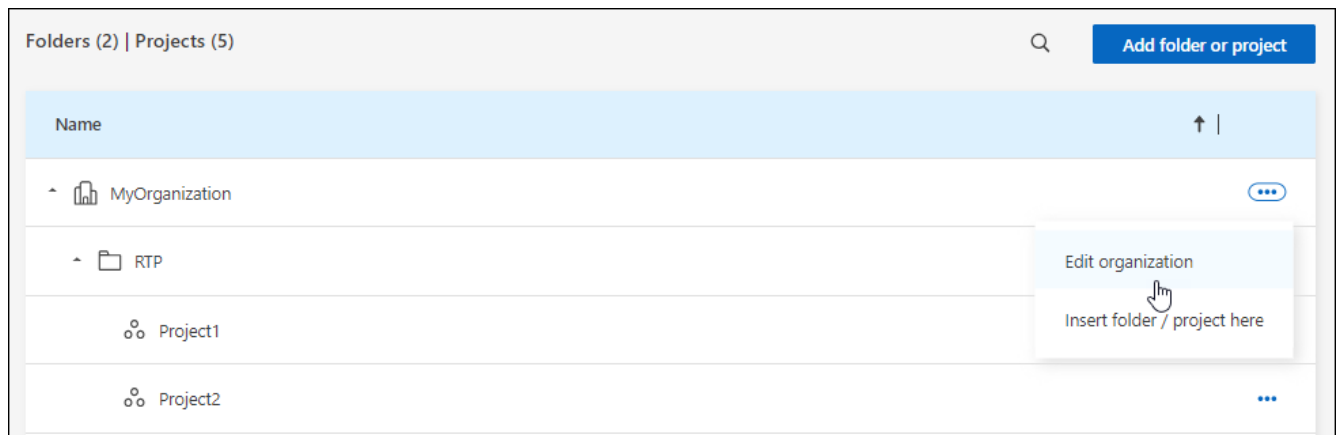 Folders (2) | Projects (5)
Add folder or project
Name
MyOrganization
RTP
Edit organization
Project1
Insert folder / project here
Project2